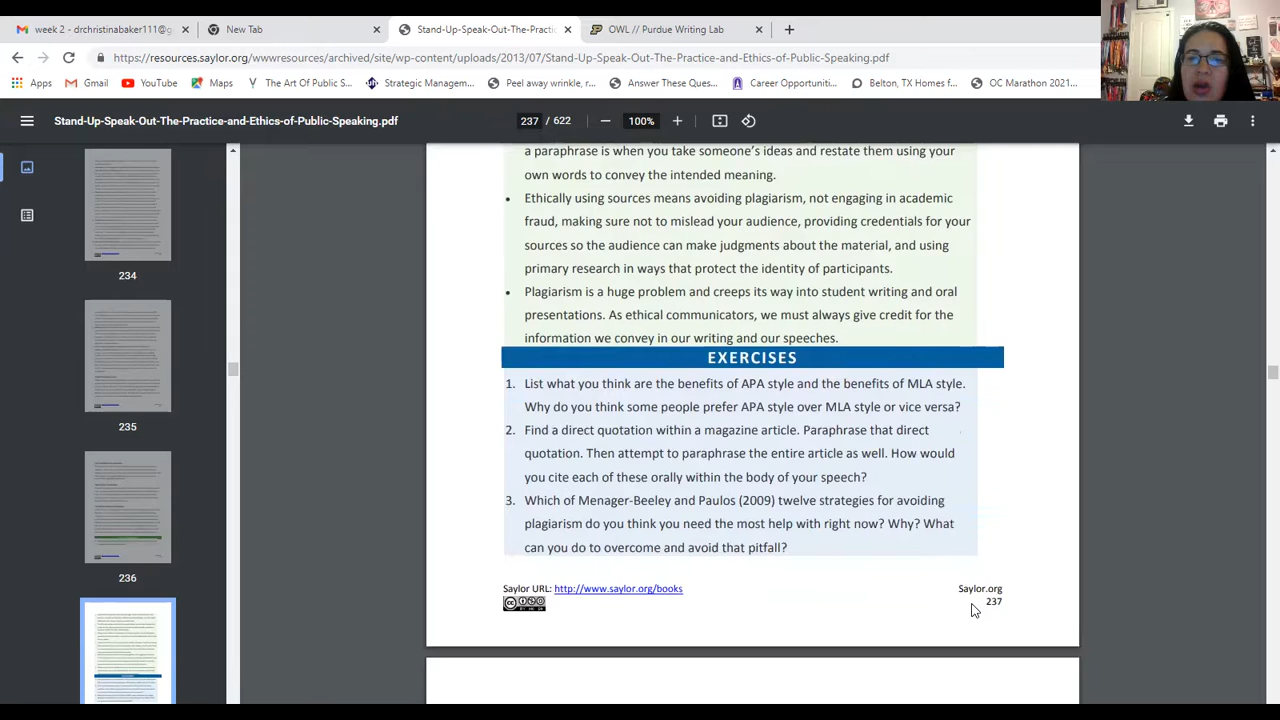 week 2 - drchristinabaker111@g
New Tab
Stand-Up-Speak-Out-The-Practic
OWL // Purdue Writing Lab
https://resources.saylor.org/wwwresources/archived/site/wp-content/uploads/2013/07/Stand-Up-Speak-Out-The-Practice-and-Ethics-of-Public-Speaking.pdf
Apps
Gmail
YouTube
Maps
The Art Of Public S...
Strategic Managem...
Peel away wrinkle, r...
Answer These Que...
Career Opportuniti...
Belton, TX Homes f...
OC Marathon 2021...
Stand-Up-Speak-Out-The-Practice-and-Ethics-of-Public-Speaking.pdf
237 / 622
100%
234
235
236
a paraphrase is when you take someone's ideas and restate them using your
own words to convey the intended meaning.
• Ethically using sources means avoiding plagiarism, not engaging in academic
fraud, making sure not to mislead your audience, providing credentials for your
sources so the audience can make judgments about the material, and using
primary research in ways that protect the identity of participants.
• Plagiarism is a huge problem and creeps its way into student writing and oral
presentations. As ethical communicators, we must always give credit for the
information we convey in our writing and our speeches.
EXERCISES
1. List what you think are the benefits of APA style and the benefits of MLA style.
Why do you think some people prefer APA style over MLA style or vice versa?
2. Find a direct quotation within a magazine article. Paraphrase that direct
quotation. Then attempt to paraphrase the entire article as well. How would
you cite each of these orally within the body of your speech?
3. Which of Menager-Beeley and Paulos (2009) twelve strategies for avoiding
plagiarism do you think you need the most help with right now? Why? What
can you do to overcome and avoid that pitfall?
Saylor URL: http://www.saylor.org/books
Saylor.org
237